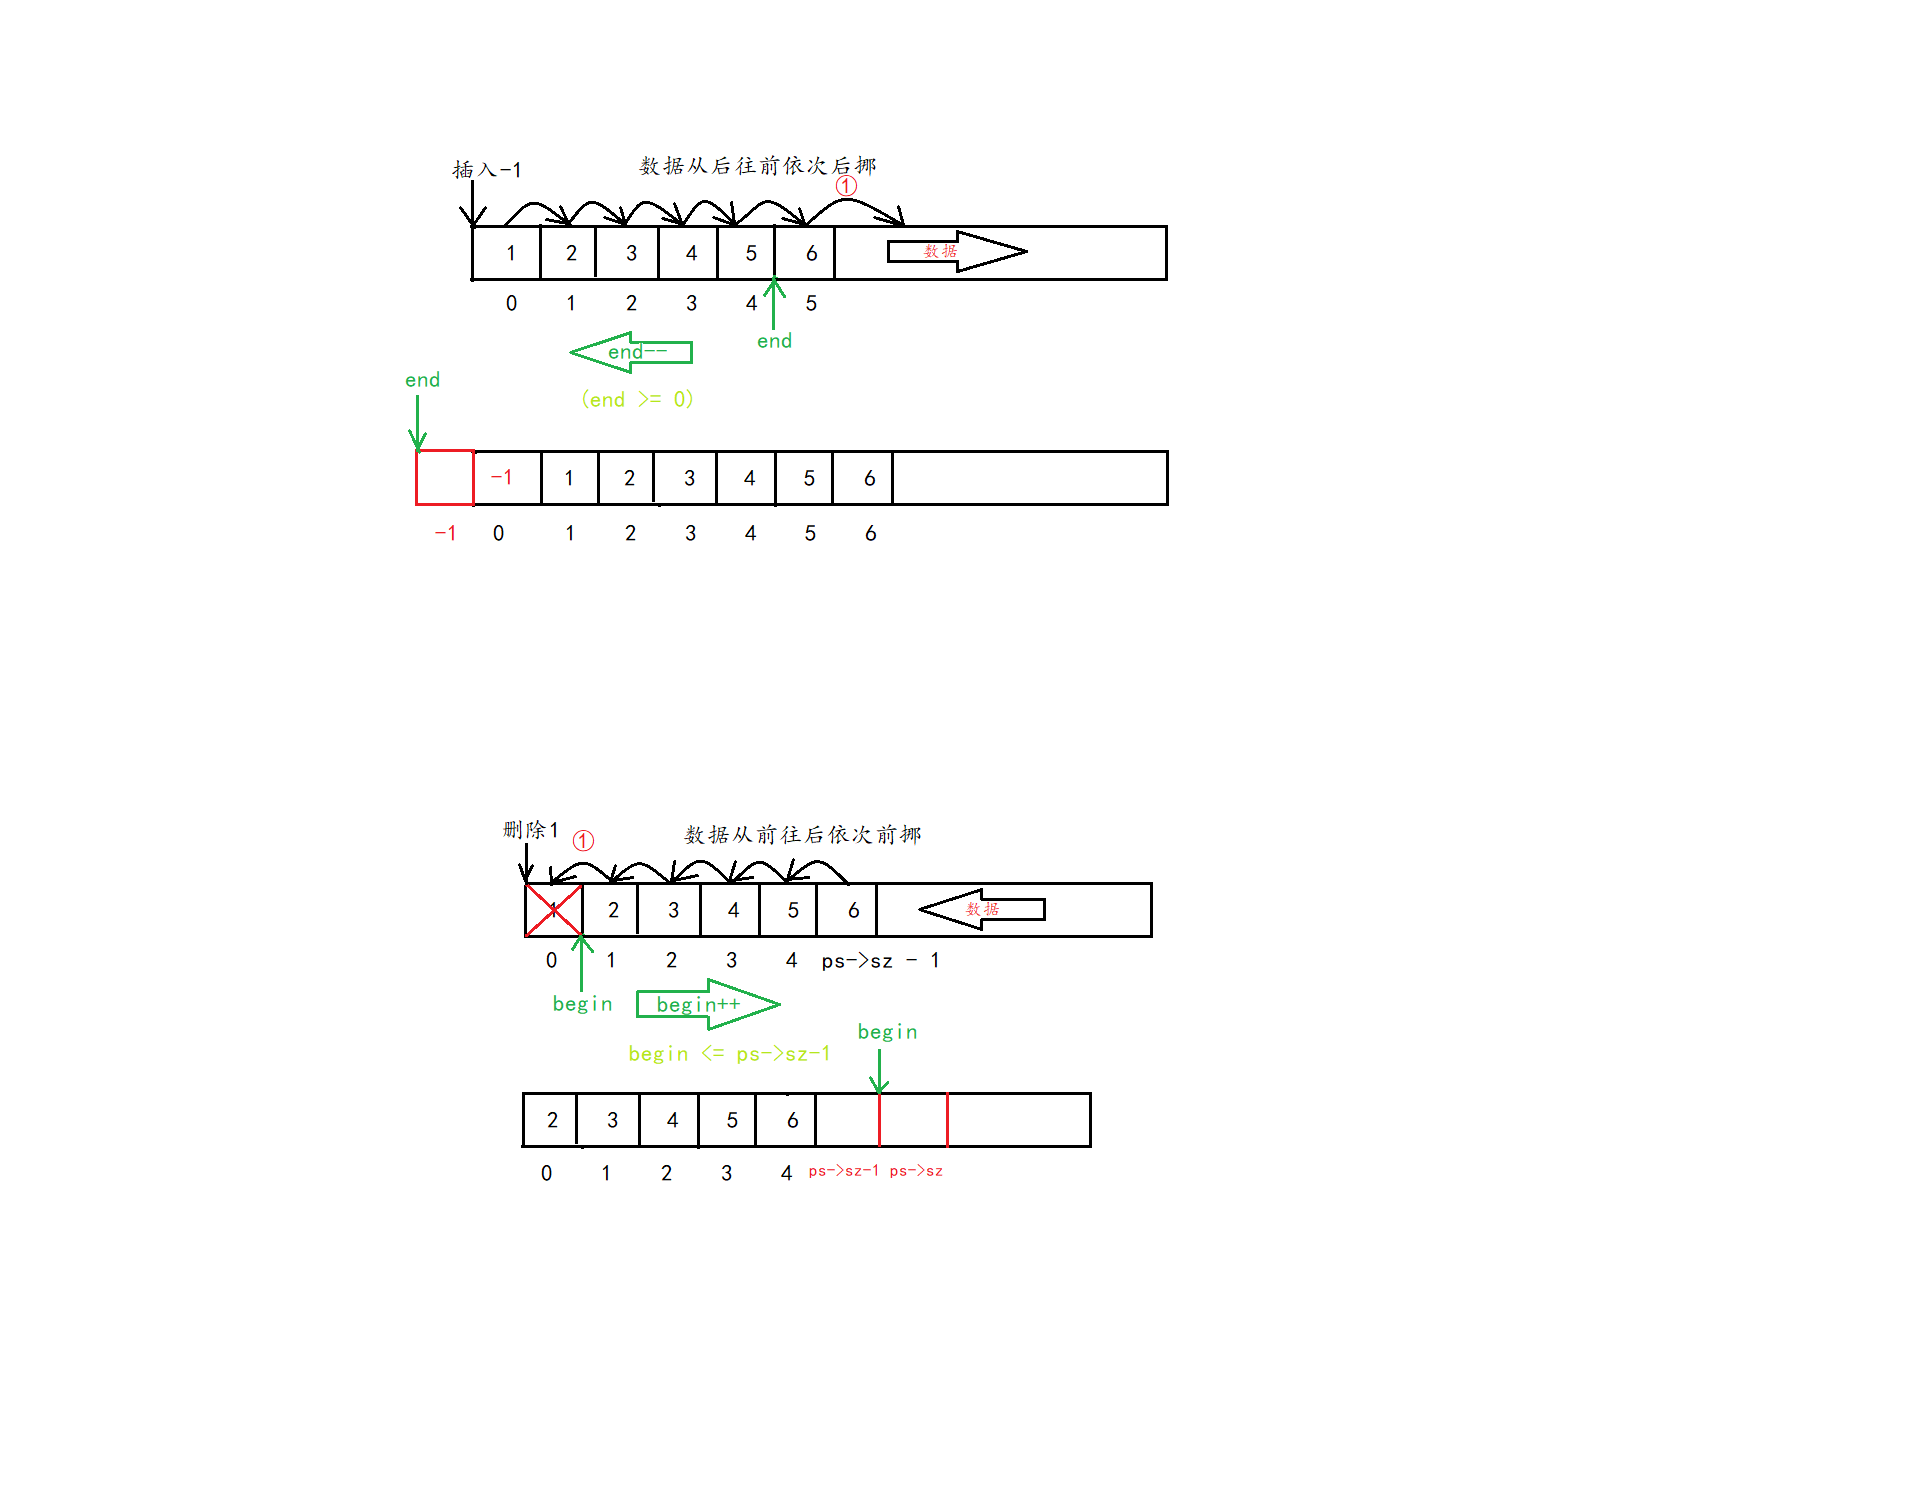 插入-1
数据从后往前依次后挪
①
1 2 3 4 5 6
数据
0 1 2 3 4 5
end
end--
(end >= 0)
end
-1 1 2 3 4 5 6
-1 0 1 2 3 4 5 6
删除1
①
数据从前往后依次前挪
1 2 3 4 5 6
数据
0 1 2 3 4 ps->sz - 1
begin
begin++
begin <= ps->sz-1
begin
2 3 4 5 6
0 1 2 3 4 ps->sz-1 ps->sz